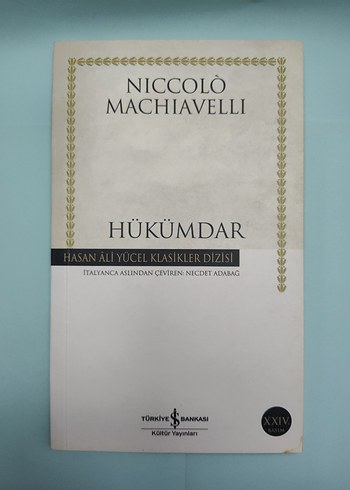 NICCOLÒ
MACHIAVELLI
HÜKÜMDAR
HASAN ÂLİ YÜCEL KLASİKLER DİZİSİ
İTALYANCA ASLINDAN ÇEVİREN: NECDET ADABAĞ
XXIV.
BASIM
TÜRKİYE İŞ BANKASI
Kültür Yayınları